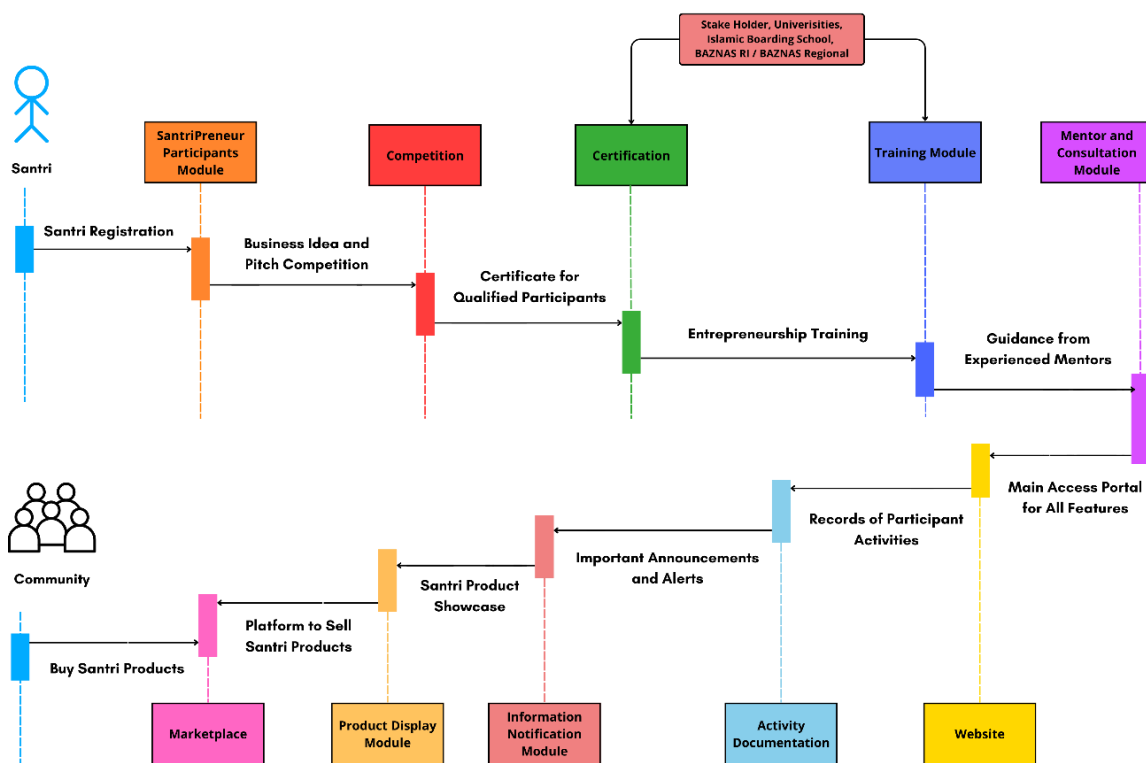 Stake Holder, Univerisities,
Islamic Boarding School,
BAZNAS RI / BAZNAS Regional
Santri
SantriPreneur
Participants
Module
Competition
Certification
Training Module
Mentor and
Consultation
Module
Santri Registration
Business Idea and
Pitch Competition
Certificate for
Qualified Participants
Entrepreneurship Training
Guidance from
Experienced Mentors
Main Access Portal
for All Features
Records of Participant
Activities
Important Announcements
and Alerts
Santri Product
Showcase
Platform to Sell
Santri Products
Community
Buy Santri Products
Marketplace
Product Display
Module
Information
Notification
Module
Activity
Documentation
Website